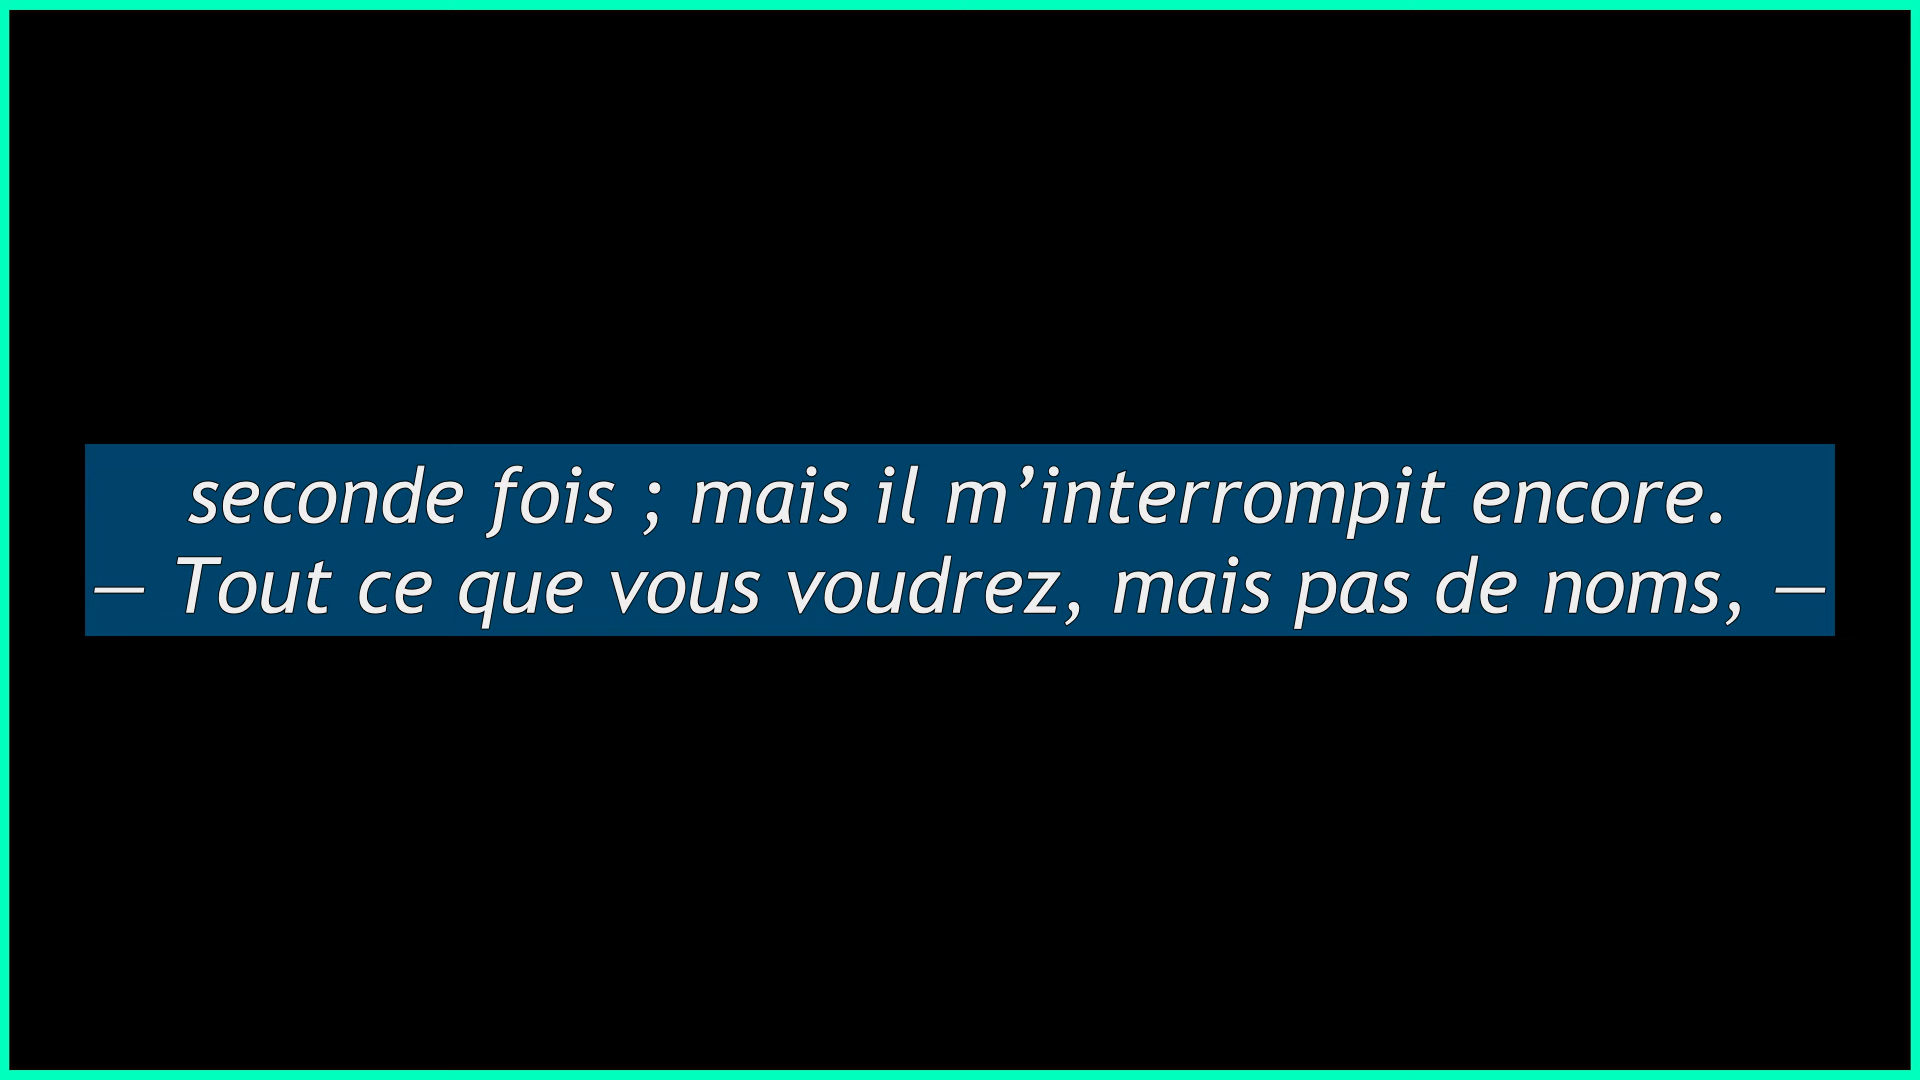 seconde fois ; mais il m’interrompit encore.
— Tout ce que vous voudrez, mais pas de noms, —